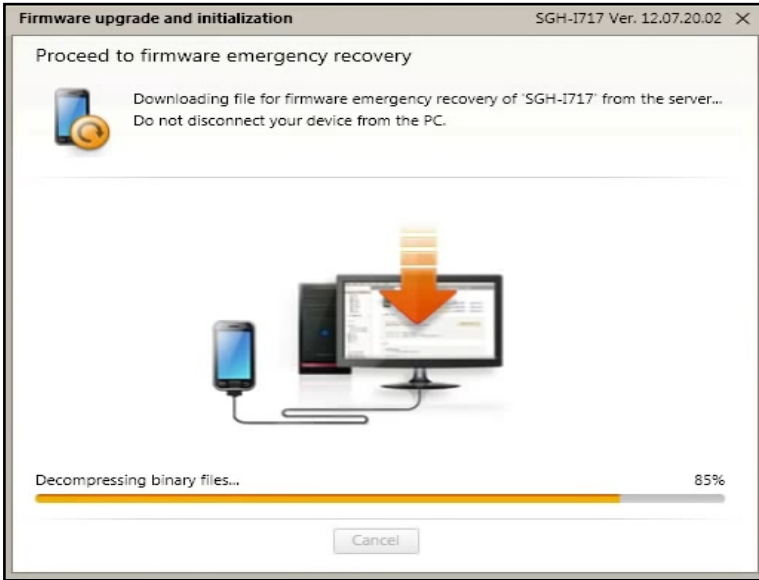 Firmware upgrade and initialization SGH-I717 Ver. 12.07.20.02
Proceed to firmware emergency recovery
Downloading file for firmware emergency recovery of 'SGH-I717' from the server...
Do not disconnect your device from the PC.
Decompressing binary files... 85%
Cancel